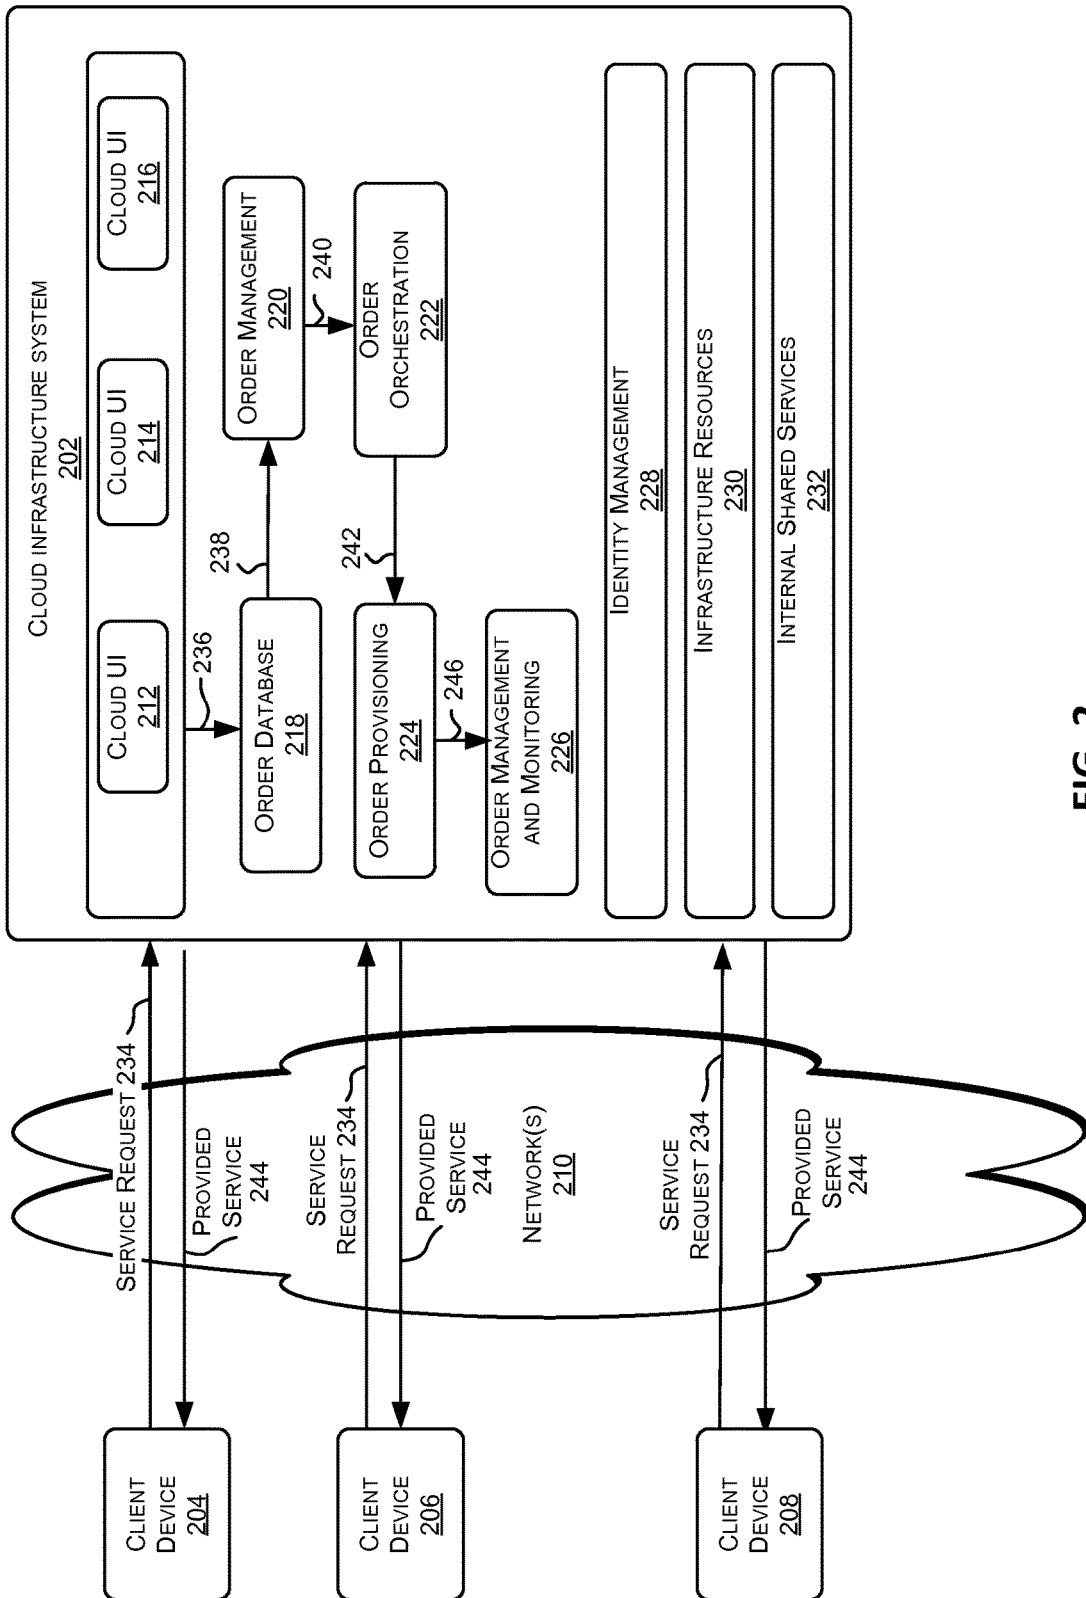 CLOUD INFRASTRUCTURE SYSTEM
202
CLOUD UI
212
CLOUD UI
214
CLOUD UI
216
236
ORDER DATABASE
218
238
ORDER MANAGEMENT
220
240
ORDER
ORCHESTRATION
222
242
ORDER PROVISIONING
224
246
ORDER MANAGEMENT
AND MONITORING
226
IDENTITY MANAGEMENT
228
INFRASTRUCTURE RESOURCES
230
INTERNAL SHARED SERVICES
232
SERVICE REQUEST 234
PROVIDED
SERVICE
244
SERVICE
REQUEST 234
PROVIDED
SERVICE
244
NETWORK(S)
210
SERVICE
REQUEST 234
PROVIDED
SERVICE
244
CLIENT
DEVICE
204
CLIENT
DEVICE
206
CLIENT
DEVICE
208
FIG. 2